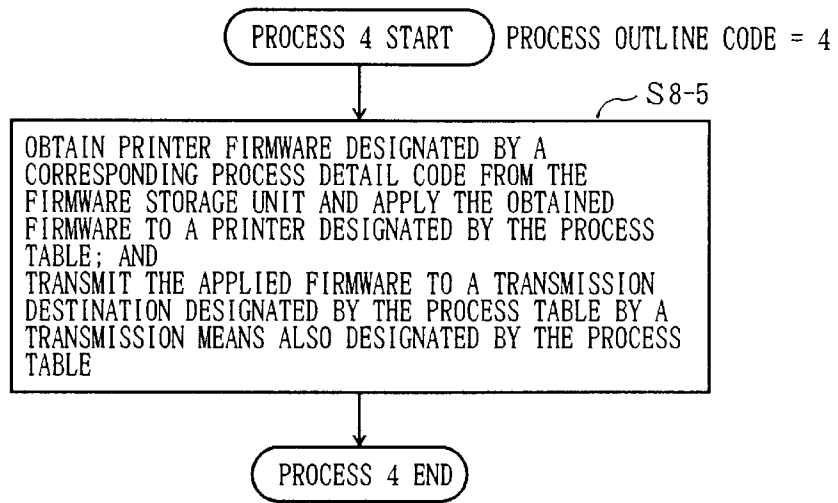 PROCESS 4 START
PROCESS OUTLINE CODE = 4
S8-5
OBTAIN PRINTER FIRMWARE DESIGNATED BY A
CORRESPONDING PROCESS DETAIL CODE FROM THE
FIRMWARE STORAGE UNIT AND APPLY THE OBTAINED
FIRMWARE TO A PRINTER DESIGNATED BY THE PROCESS
TABLE; AND
TRANSMIT THE APPLIED FIRMWARE TO A TRANSMISSION
DESTINATION DESIGNATED BY THE PROCESS TABLE BY A
TRANSMISSION MEANS ALSO DESIGNATED BY THE PROCESS
TABLE
PROCESS 4 END